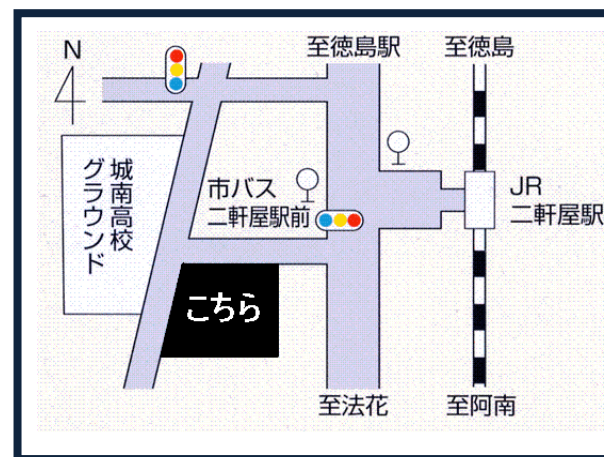 N
至徳島駅
至徳島
城南高校
グラウンド
市バス
二軒屋駅前
JR
二軒屋駅
こちら
至法花
至阿南